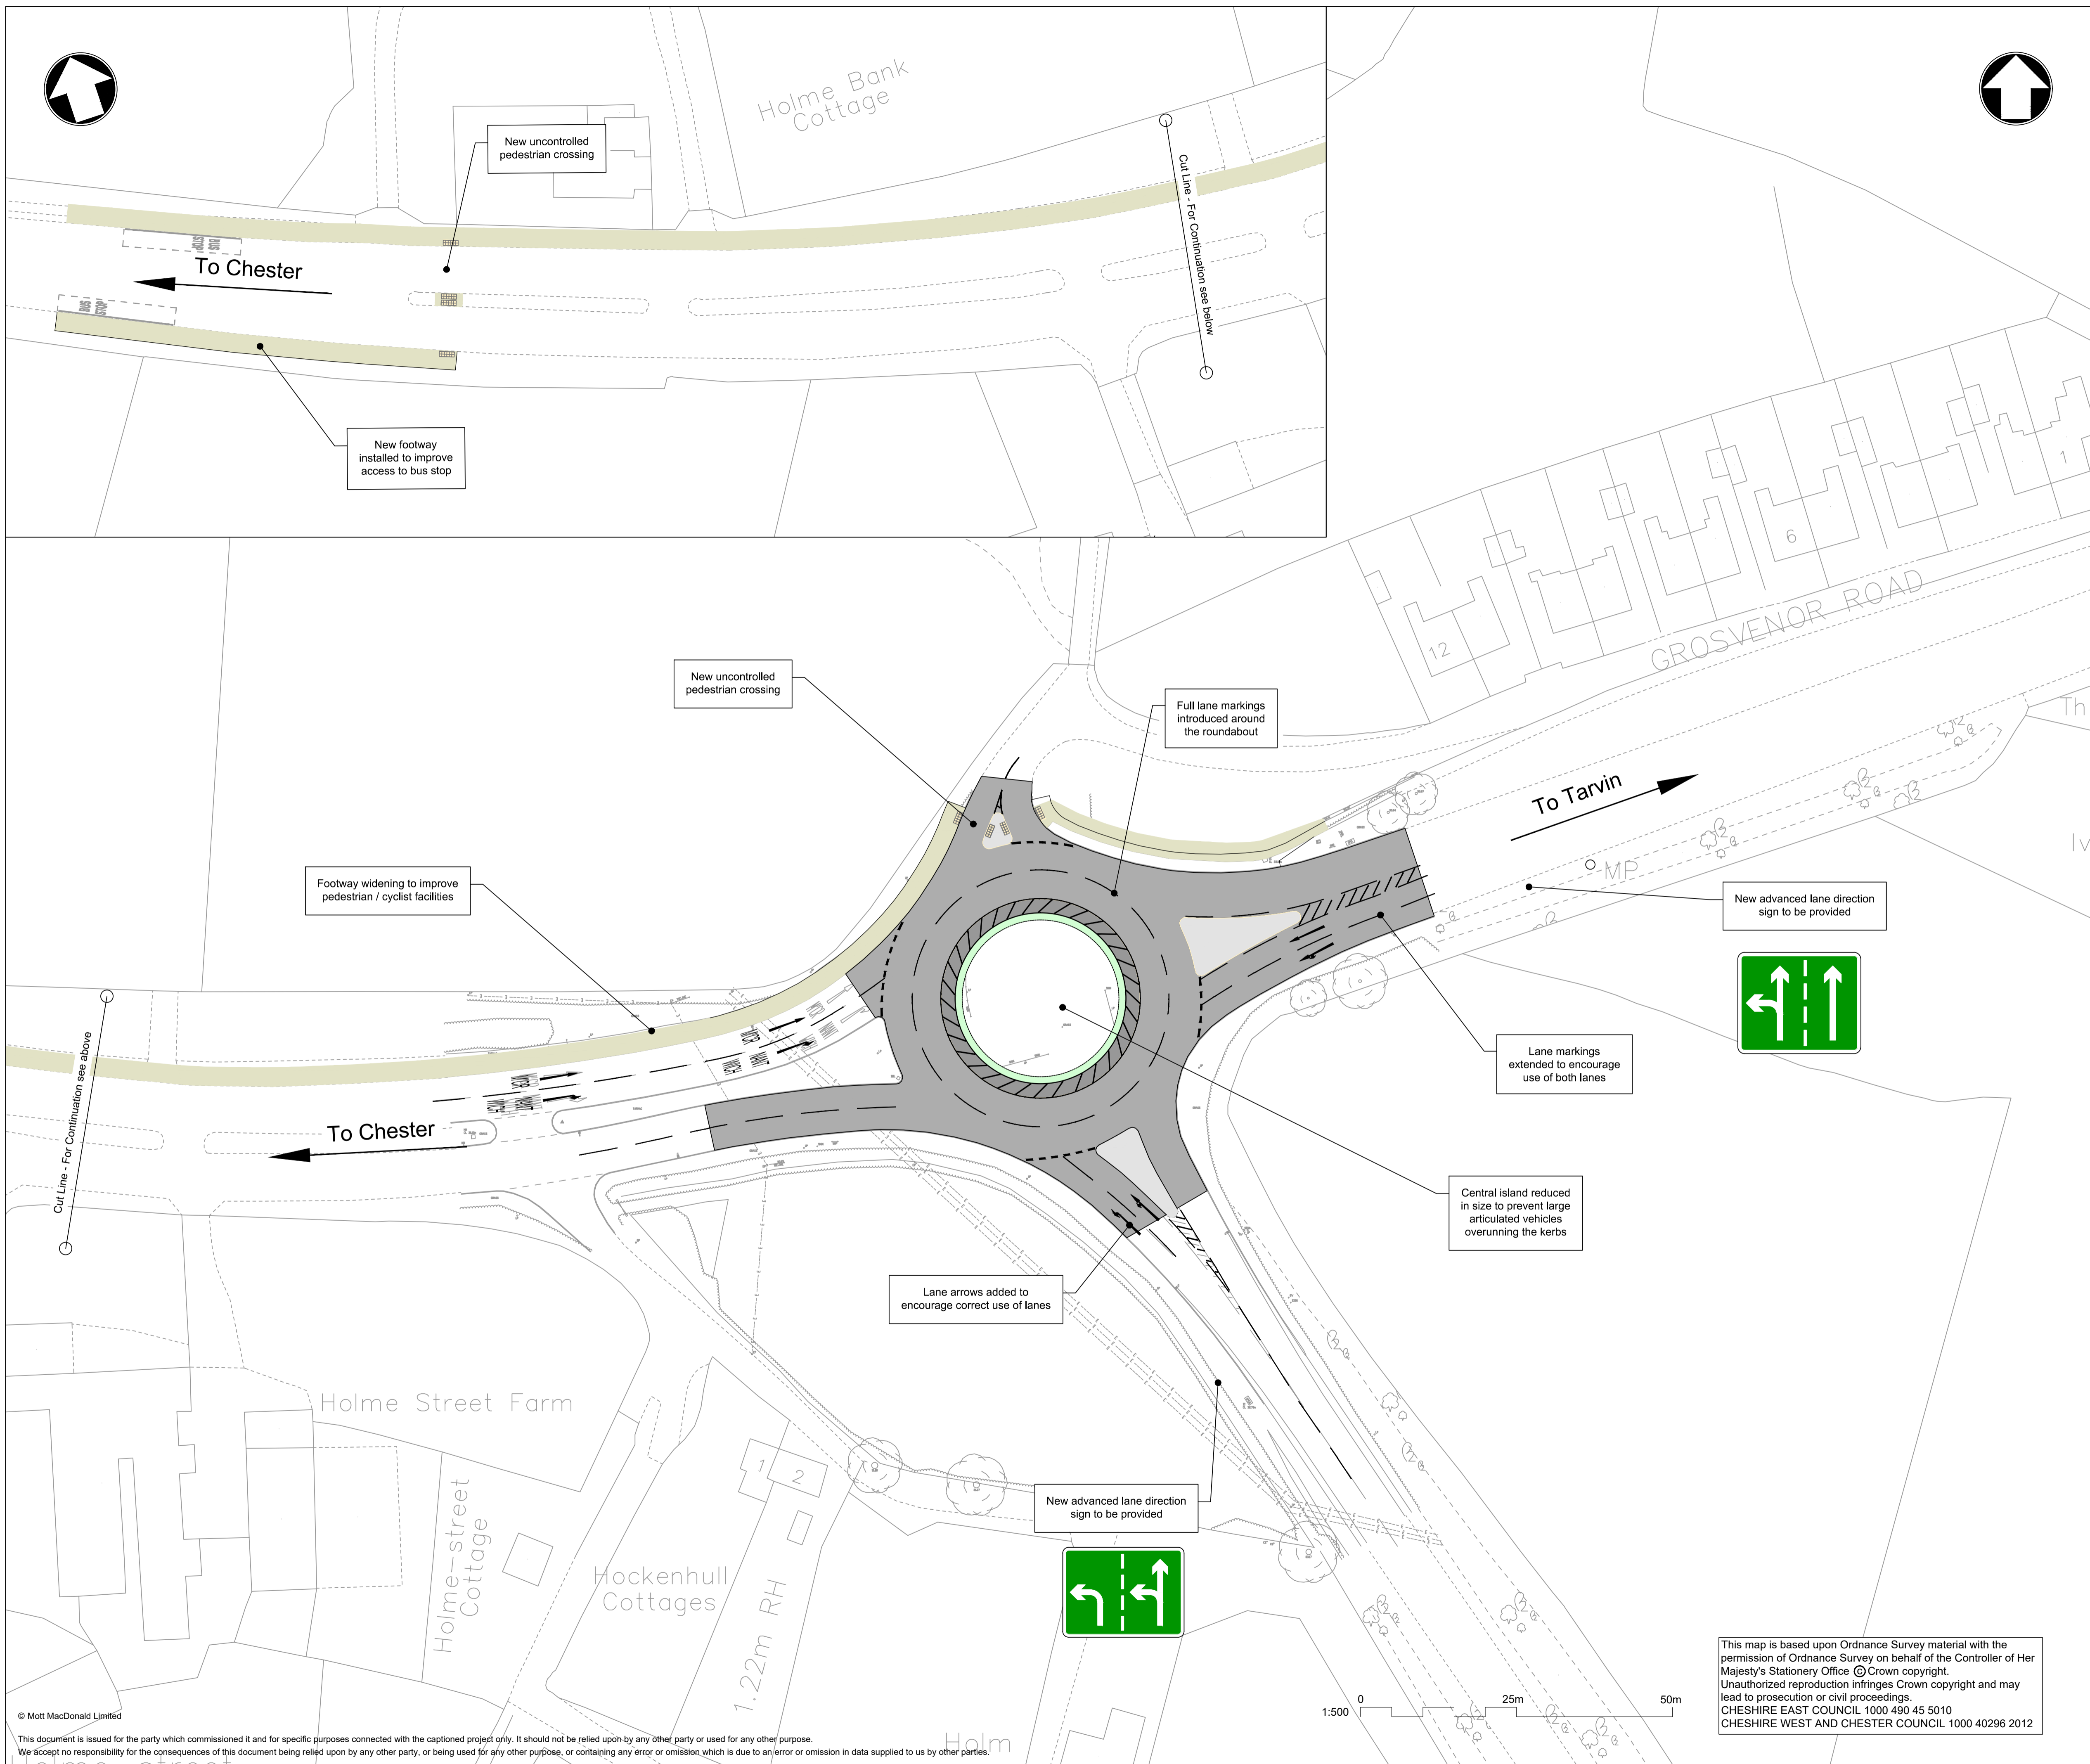 Holme Bank
Cottage
New uncontrolled
pedestrian crossing
Cut Line - For Continuation see below
BUS
STOP
To Chester
BUS
STOP
New footway
installed to improve
access to bus stop
1
6
12
GROSVENOR ROAD
New uncontrolled
pedestrian crossing
Full lane markings
introduced around
the roundabout
Th
To Tarvin
MP
Iv
Footway widening to improve
pedestrian / cyclist facilities
New advanced lane direction
sign to be provided
Lane markings
extended to encourage
use of both lanes
Cut Line - For Continuation see above
To Chester
Central island reduced
in size to prevent large
articulated vehicles
overunning the kerbs
Lane arrows added to
encourage correct use of lanes
Holme Street Farm
1
2
Holme-street
Cottage
New advanced lane direction
sign to be provided
Hockenhull
Cottages
1.22m RH
Holm
1:500
0
25m
50m
This map is based upon Ordnance Survey material with the
permission of Ordnance Survey on behalf of the Controller of Her
Majesty's Stationery Office © Crown copyright.
Unauthorized reproduction infringes Crown copyright and may
lead to prosecution or civil proceedings.
CHESHIRE EAST COUNCIL 1000 490 45 5010
CHESHIRE WEST AND CHESTER COUNCIL 1000 40296 2012
© Mott MacDonald Limited
This document is issued for the party which commissioned it and for specific purposes connected with the captioned project only. It should not be relied upon by any other party or used for any other purpose.
We accept no responsibility for the consequences of this document being relied upon by any other party, or being used for any other purpose, or containing any error or omission which is due to an error or omission in data supplied to us by other parties.